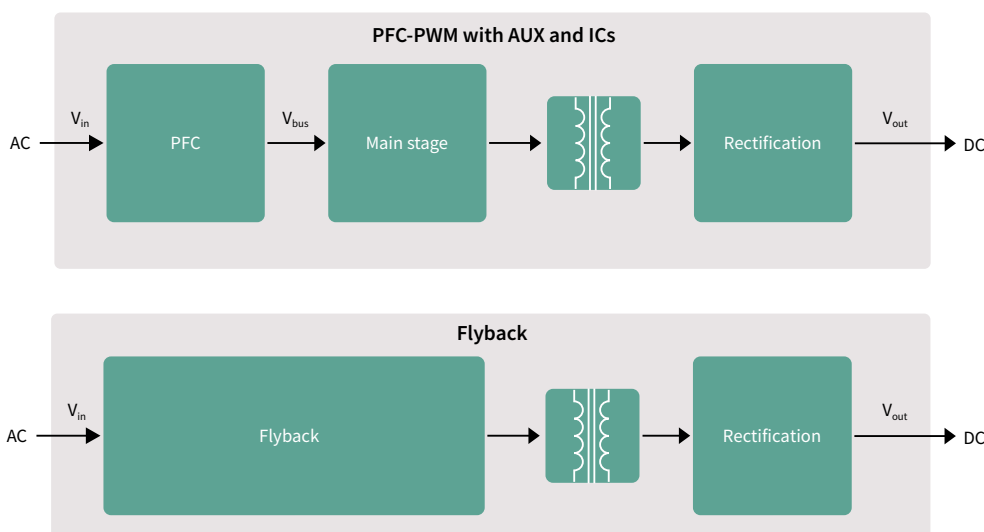 PFC-PWM with AUX and ICs
AC
Vin
PFC
Vbus
Main stage
Rectification
Vout
DC
Flyback
AC
Vin
Flyback
Rectification
Vout
DC